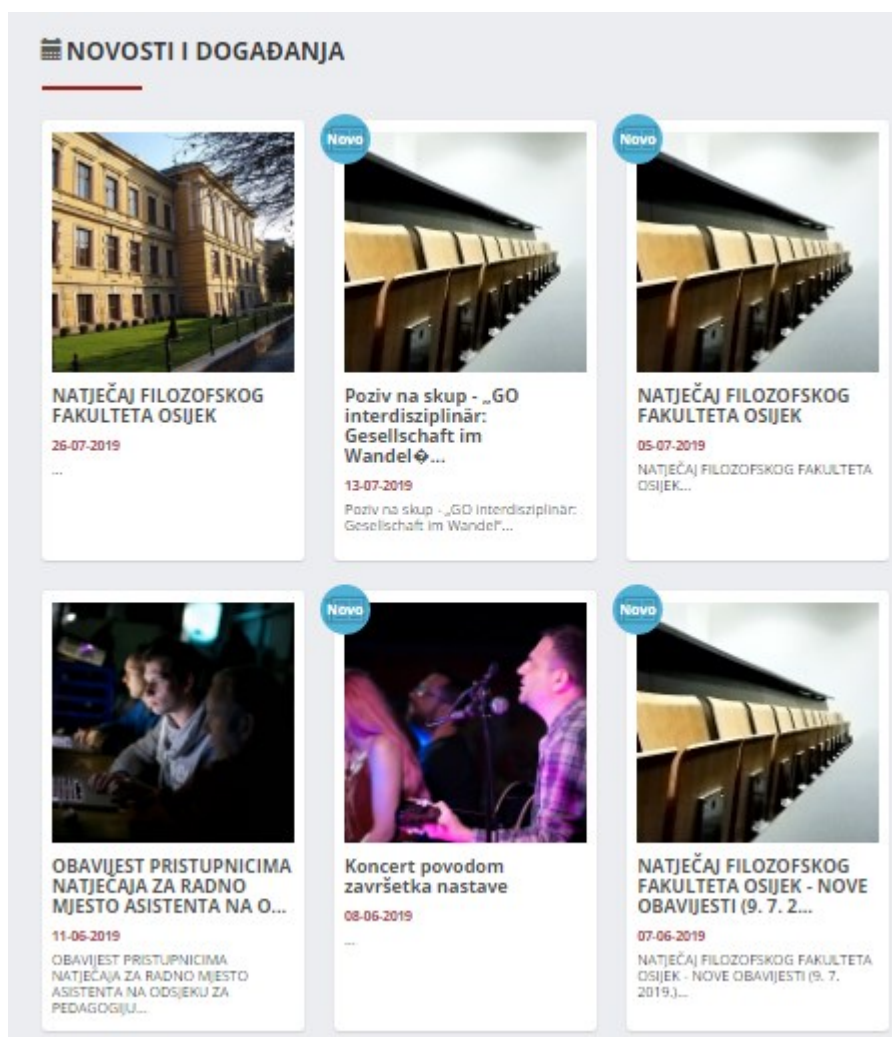 NOVOSTI I DOGAĐANJA
NATJEČAJ FILOZOFSKOG
FAKULTETA OSIJEK
26-07-2019
...
Novo
Poziv na skup - „GO
interdisziplinär:
Gesellschaft im
Wandel�...
13-07-2019
Poziv na skup - „GO interdisziplinär:
Gesellschaft im Wandel“...
Novo
NATJEČAJ FILOZOFSKOG
FAKULTETA OSIJEK
05-07-2019
NATJEČAJ FILOZOFSKOG FAKULTETA
OSIJEK...
OBAVIJEST PRISTUPNICIMA
NATJEČAJA ZA RADNO
MJESTO ASISTENTA NA O...
11-06-2019
OBAVIJEST PRISTUPNICIMA
NATJEČAJA ZA RADNO MJESTO
ASISTENTA NA ODSJEKU ZA
PEDAGOGIJU...
Novo
Koncert povodom
završetka nastave
08-06-2019
...
Novo
NATJEČAJ FILOZOFSKOG
FAKULTETA OSIJEK - NOVE
OBAVIJESTI (9. 7. 2...
07-06-2019
NATJEČAJ FILOZOFSKOG FAKULTETA
OSIJEK - NOVE OBAVIJESTI (9. 7.
2019.)...